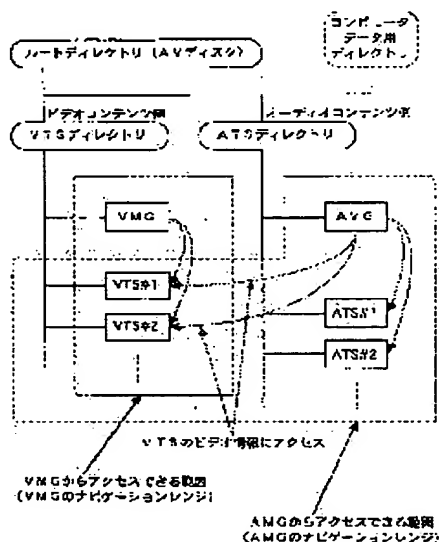 コンピュータ
データ用
ディレクトリ
ルートディレクトリ（AVディスク）
ビデオコンテンツ側
オーディオコンテンツ側
VTSディレクトリ
ATSディレクトリ
VMG
AMG
VTS#1
VTS#2
ATS#1
ATS#2
VTSのビデオ情報にアクセス
VMGからアクセスできる範囲
（VMGのナビゲーションレンジ）
AMGからアクセスできる範囲
（AMGのナビゲーションレンジ）